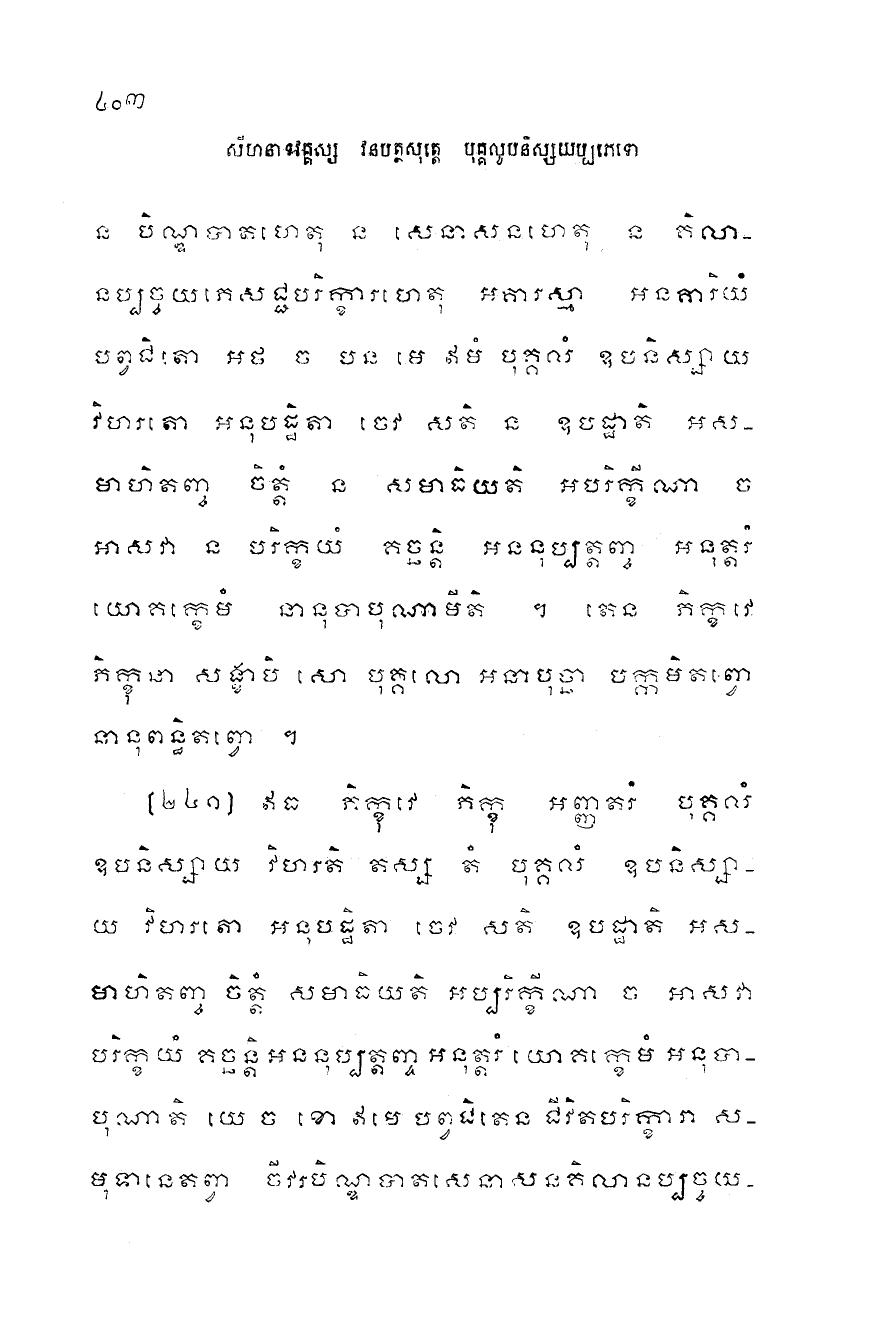 ៤០៣
សីហនាទវគ្គស្ស វនបត្ថសុត្តេ បុគ្គលូបនិស្សយប្បភេទោ
ន បិណ្ឌបាតហេតុ ន សេនាសនហេតុ ន គិលា-
នប្បច្ចយភេសជ្ជបរិក្ខារហេតុ អគារស្មា អនគារិយំ
បព្វជិតោ អថ ច បន មេ ឥមំ បុគ្គលំ ឧបនិស្សាយ
វិហរតោ អនុបដ្ឋិតា ចេវ សតិ ន ឧបដ្ឋាតិ អស-
មាហិតញ្ច ចិត្តំ ន សមាធិយតិ អបរិក្ខីណា ច
អាសវា ន បរិក្ខយំ គច្ឆន្តិ អននុប្បត្តញ្ច អនុត្តរំ
យោគក្ខេមំ នានុបាបុណាមីតិ ។ តេន ភិក្ខវេ
ភិក្ខុនា សង្ខាបិ សោ បុគ្គលោ អនាបុច្ឆា បក្កមិតព្វោ
នានុពន្ធិតព្វោ ។
[២៤០] ឥធ ភិក្ខវេ ភិក្ខុ អញ្ញតរំ បុគ្គលំ
ឧបនិស្សាយ វិហរតិ តស្ស តំ បុគ្គលំ ឧបនិស្សា-
យ វិហរតោ អនុបដ្ឋិតា ចេវ សតិ ឧបដ្ឋាតិ អស-
មាហិតញ្ច ចិត្តំ សមាធិយតិ អប្បរិក្ខីណា ច អាសវា
បរិក្ខយំ គច្ឆន្តិ អននុប្បត្តញ្ច អនុត្តរំ យោគក្ខេមំ អនុបា-
បុណាតិ យេ ច ខោ ឥមេ បព្វជិតេន ជីវិតបរិក្ខារា ស-
មុទានេតព្វា ចីវរបិណ្ឌបាតសេនាសនគិលានប្បច្ចយ-